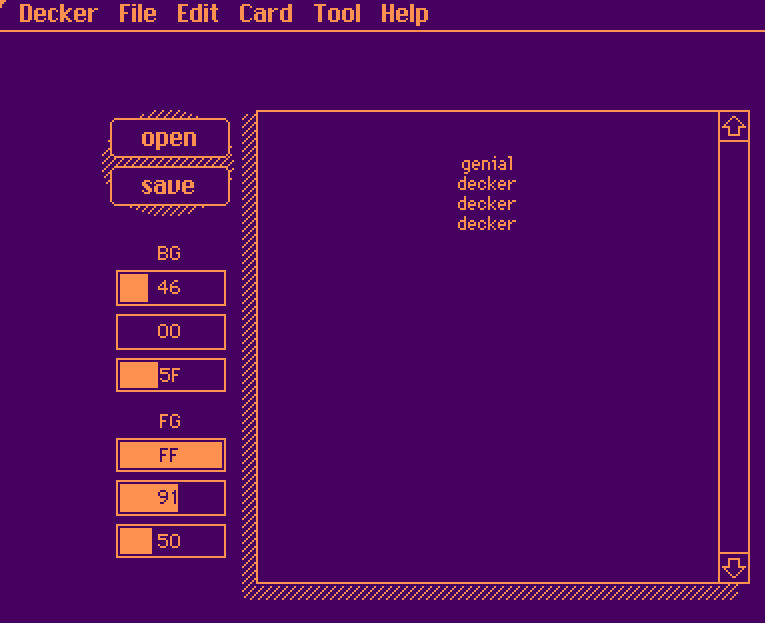 Decker File Edit Card Tool Help
open
save
BG
46
00
5F
FG
FF
91
50
genial
decker
decker
decker